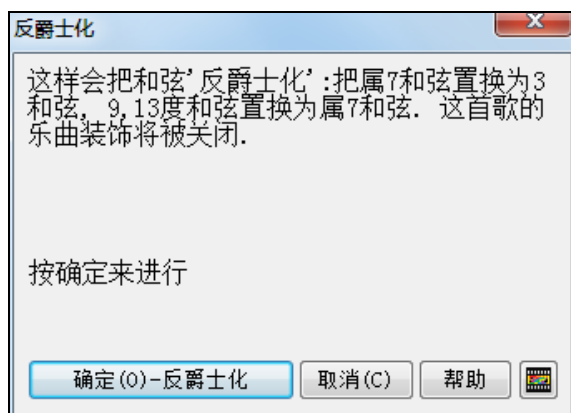 反爵士化
这样会把和弦'反爵士化':把属7和弦置换为3
和弦, 9,13度和弦置换为属7和弦. 这首歌的
乐曲装饰将被关闭.
按确定来进行
确定(O)-反爵士化 取消(C) 帮助